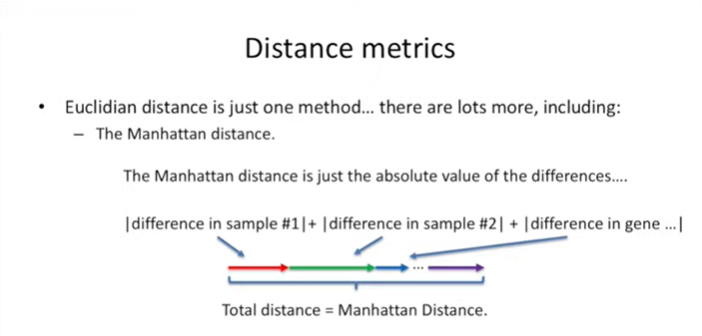 Distance metrics
• Euclidian distance is just one method... there are lots more, including:
– The Manhattan distance.
The Manhattan distance is just the absolute value of the differences....
|difference in sample #1|+ |difference in sample #2| + |difference in gene ...|
...
Total distance = Manhattan Distance.